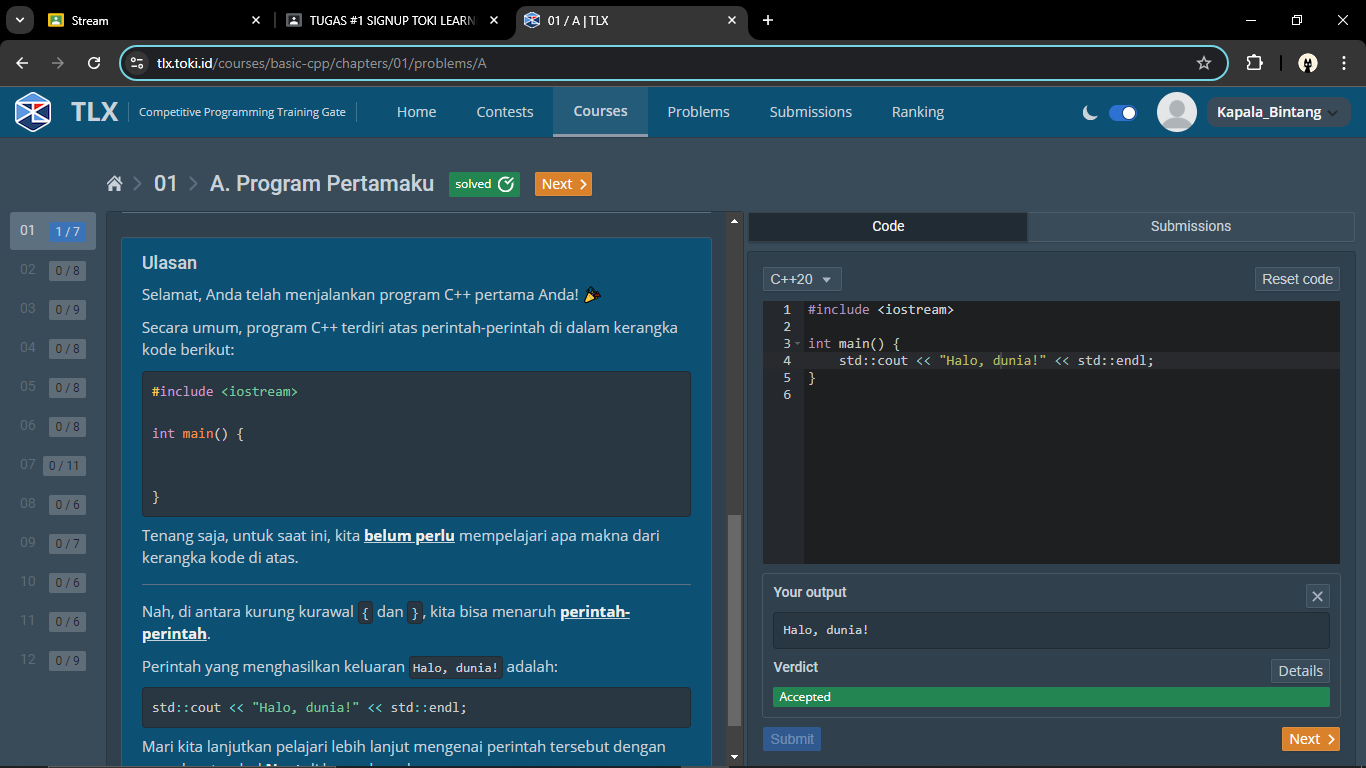 Stream
TUGAS #1 SIGNUP TOKI LEARN
01 / A | TLX
tlx.toki.id/courses/basic-cpp/chapters/01/problems/A
TLX
Competitive Programming Training Gate
Home
Contests
Courses
Problems
Submissions
Ranking
Kapala_Bintang
01
A. Program Pertamaku
solved
Next
01 1 / 7
02 0 / 8
03 0 / 9
04 0 / 8
05 0 / 8
06 0 / 8
07 0 / 11
08 0 / 6
09 0 / 7
10 0 / 6
11 0 / 6
12 0 / 9
Ulasan
Selamat, Anda telah menjalankan program C++ pertama Anda! 🎉
Secara umum, program C++ terdiri atas perintah-perintah di dalam kerangka
kode berikut:
#include <iostream>
int main() {
}
Tenang saja, untuk saat ini, kita belum perlu mempelajari apa makna dari
kerangka kode di atas.
Nah, di antara kurung kurawal { dan }, kita bisa menaruh perintah-
perintah.
Perintah yang menghasilkan keluaran Halo, dunia! adalah:
std::cout << "Halo, dunia!" << std::endl;
Mari kita lanjutkan pelajari lebih lanjut mengenai perintah tersebut dengan
Code
Submissions
C++20
Reset code
1 #include <iostream>
2
3 int main() {
4 std::cout << "Halo, dunia!" << std::endl;
5 }
6
Your output
Halo, dunia!
Verdict
Details
Accepted
Submit
Next